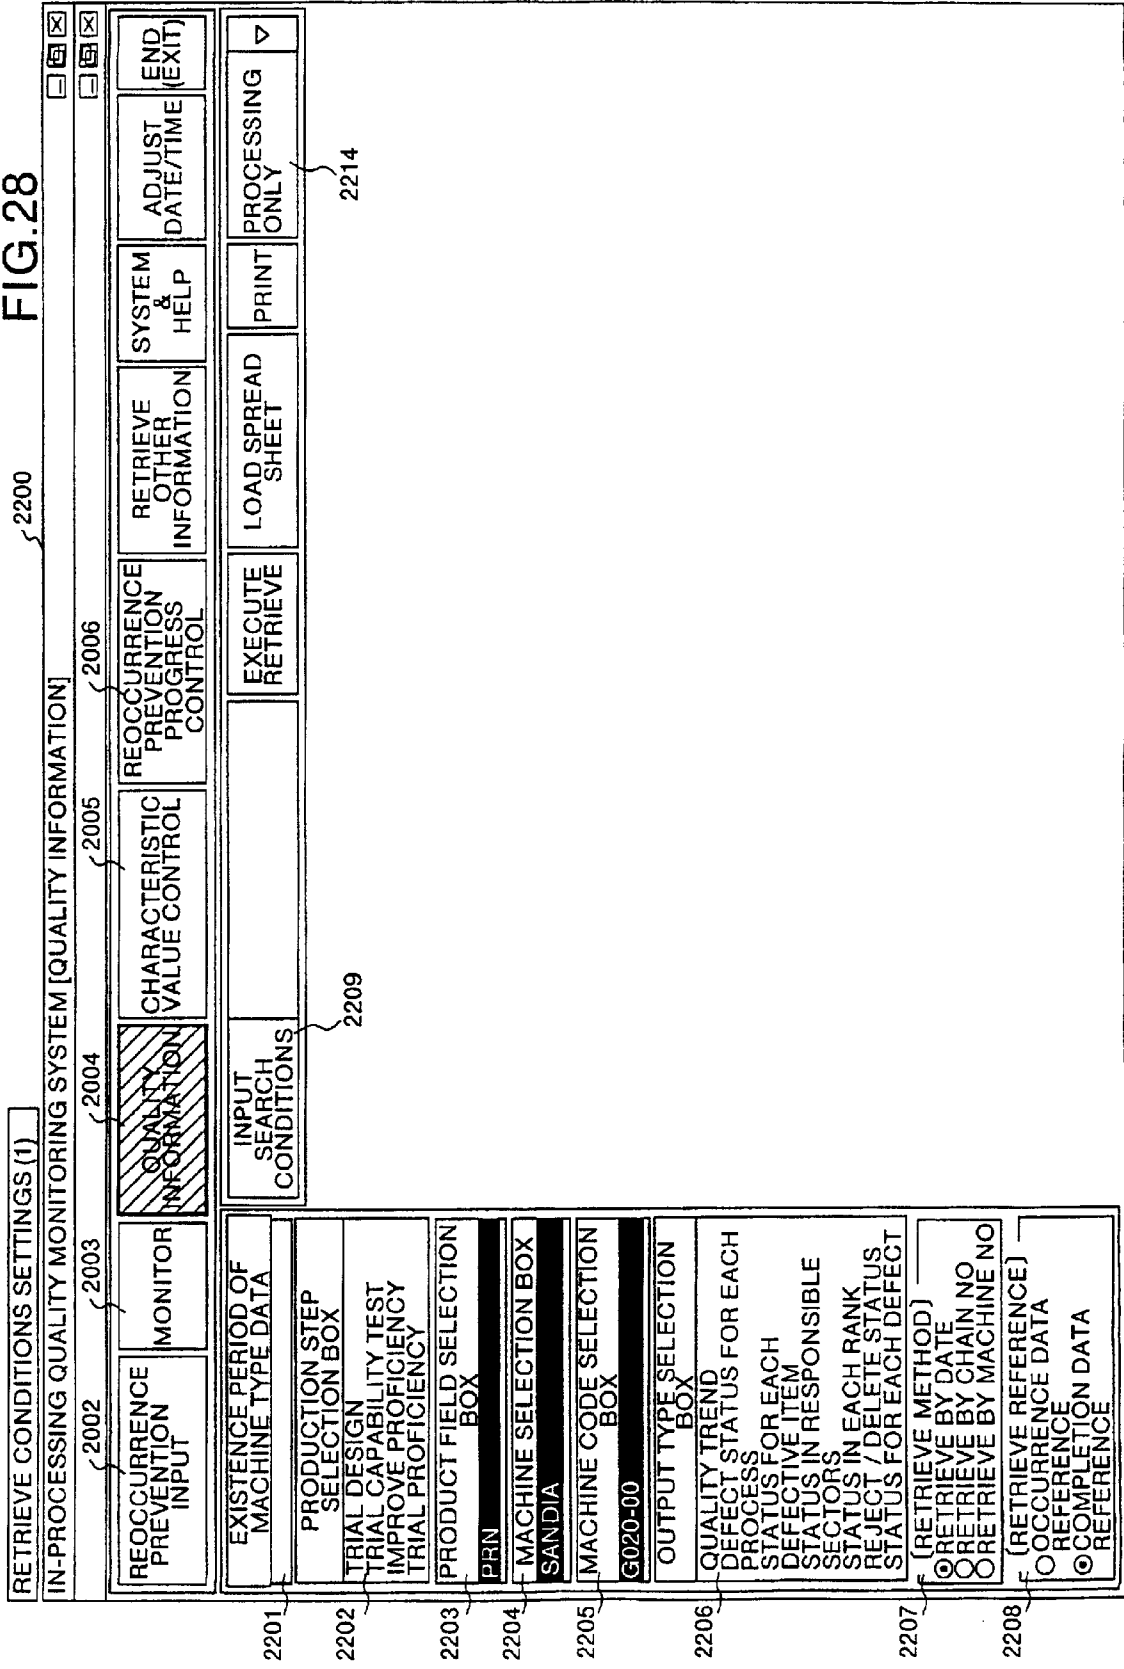 FIG.28
RETRIEVE CONDITIONS SETTINGS (1)
2200
IN-PROCESSING QUALITY MONITORING SYSTEM [QUALITY INFORMATION]
2002
2003
2004
2005
2006
REOCCURRENCE
PREVENTION
INPUT
MONITOR
QUALITY
INFORMATION
CHARACTERISTIC
VALUE CONTROL
REOCCURRENCE
PREVENTION
PROGRESS
CONTROL
RETRIEVE
OTHER
INFORMATION
SYSTEM
&
HELP
ADJUST
DATE/TIME
END
(EXIT)
INPUT
SEARCH
CONDITIONS
EXECUTE
RETRIEVE
LOAD SPREAD
SHEET
PRINT
PROCESSING
ONLY
2209
2214
2201
EXISTENCE PERIOD OF
MACHINE TYPE DATA
2202
PRODUCTION STEP
SELECTION BOX
TRIAL DESIGN
TRIAL CAPABILITY TEST
IMPROVE PROFICIENCY
TRIAL PROFICIENCY
2203
PRODUCT FIELD SELECTION
BOX
PRN
2204
MACHINE SELECTION BOX
SANDIA
2205
MACHINE CODE SELECTION
BOX
G020-00
2206
OUTPUT TYPE SELECTION
BOX
QUALITY TREND
DEFECT STATUS FOR EACH
PROCESS
STATUS FOR EACH
DEFECTIVE ITEM
STATUS IN RESPONSIBLE
SECTORS
STATUS IN EACH RANK
REJECT / DELETE STATUS
STATUS FOR EACH DEFECT
2207
(RETRIEVE METHOD)
RETRIEVE BY DATE
RETRIEVE BY CHAIN NO
RETRIEVE BY MACHINE NO
2208
(RETRIEVE REFERENCE)
OCCURRENCE DATA
REFERENCE
COMPLETION DATA
REFERENCE